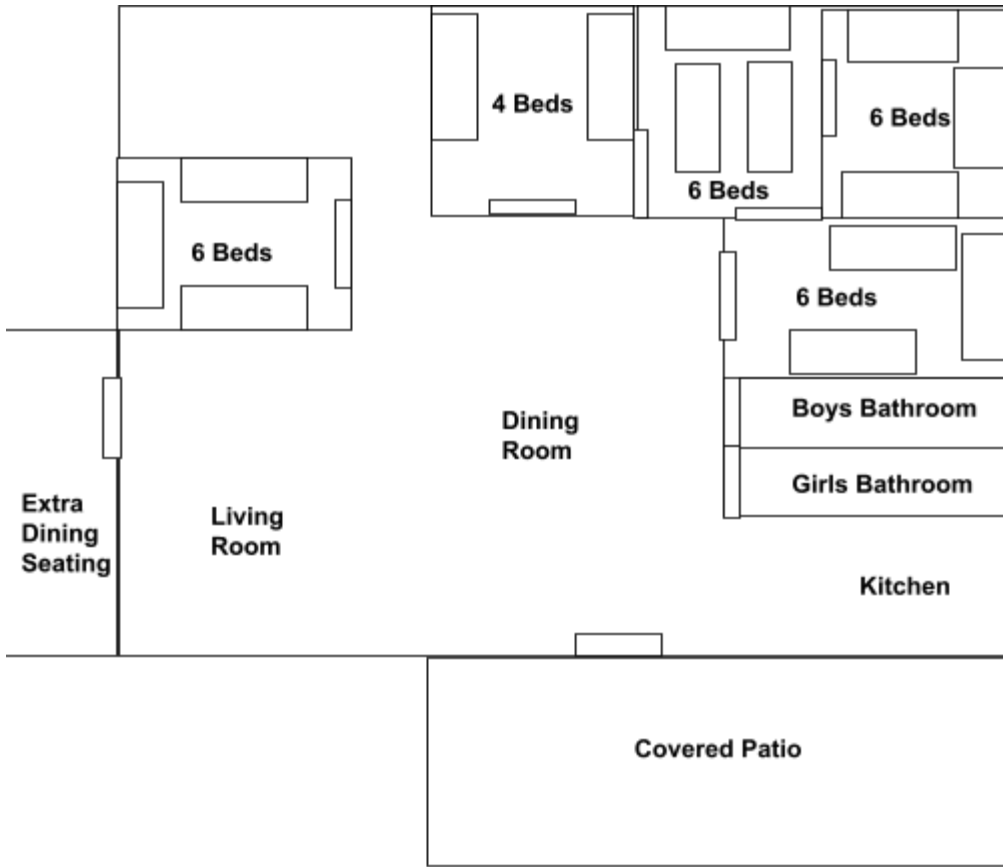 4 Beds
6 Beds
6 Beds
6 Beds
6 Beds
Boys Bathroom
Dining
Room
Girls Bathroom
Extra
Dining
Seating
Living
Room
Kitchen
Covered Patio